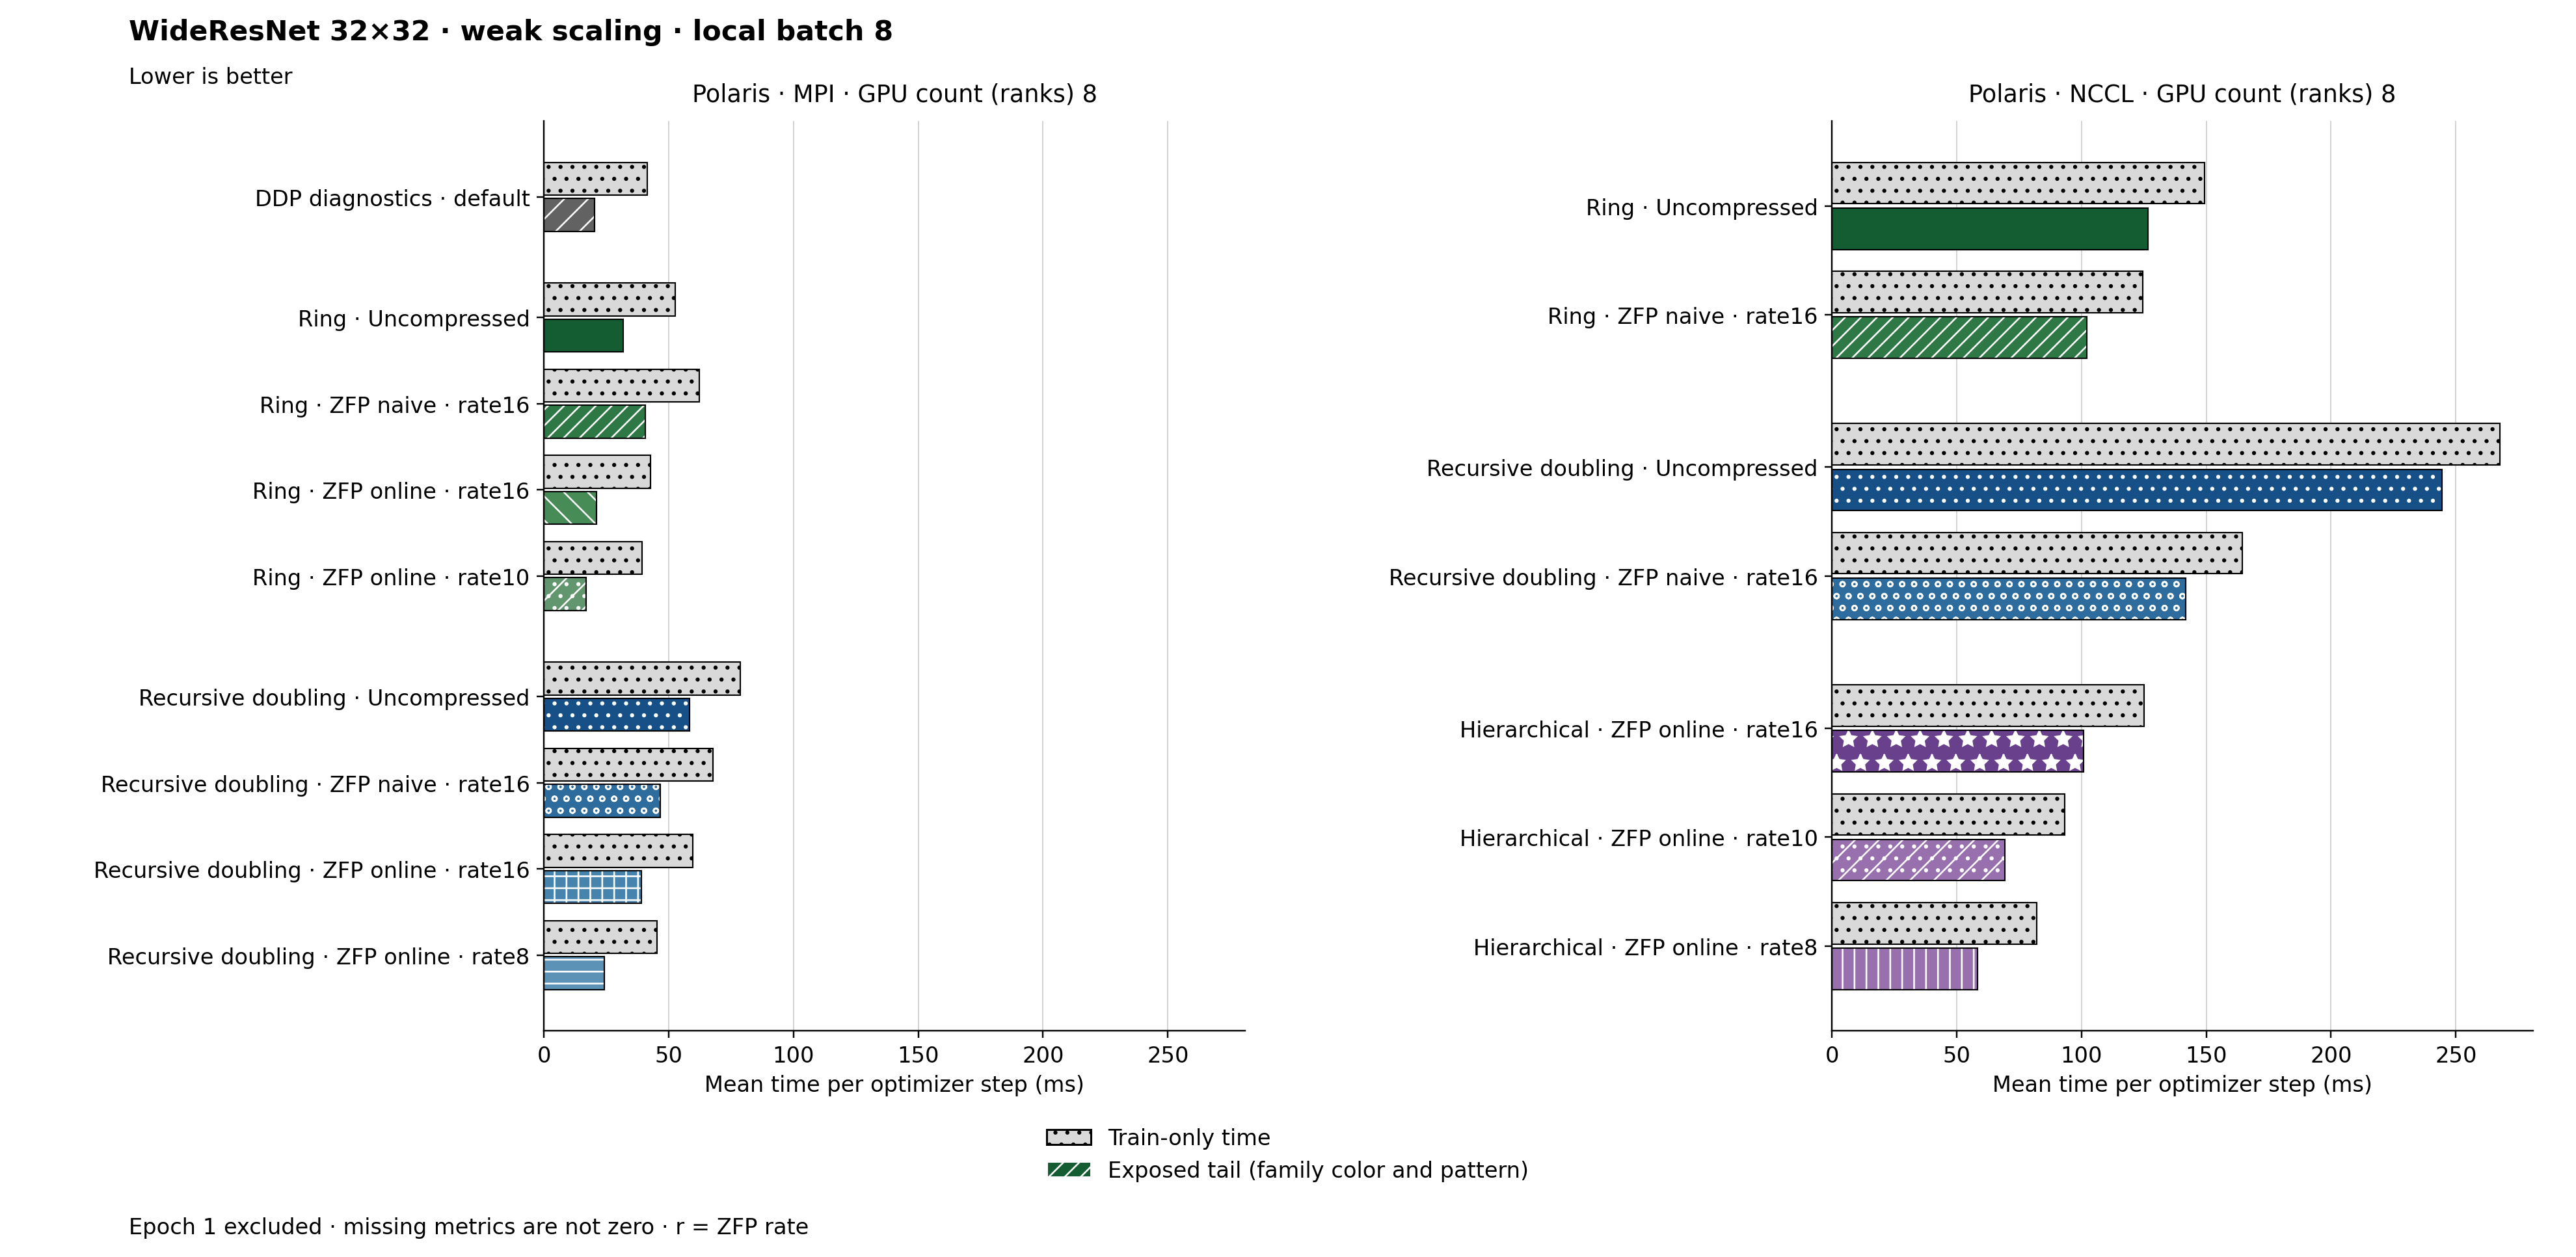 WideResNet 32×32 · weak scaling · local batch 8
Lower is better
Polaris · MPI · GPU count (ranks) 8
DDP diagnostics · default
Ring · Uncompressed
Ring · ZFP naive · rate16
Ring · ZFP online · rate16
Ring · ZFP online · rate10
Recursive doubling · Uncompressed
Recursive doubling · ZFP naive · rate16
Recursive doubling · ZFP online · rate16
Recursive doubling · ZFP online · rate8
0 50 100 150 200 250
Mean time per optimizer step (ms)
Polaris · NCCL · GPU count (ranks) 8
Ring · Uncompressed
Ring · ZFP naive · rate16
Recursive doubling · Uncompressed
Recursive doubling · ZFP naive · rate16
Hierarchical · ZFP online · rate16
Hierarchical · ZFP online · rate10
Hierarchical · ZFP online · rate8
0 50 100 150 200 250
Mean time per optimizer step (ms)
Train-only time
Exposed tail (family color and pattern)
Epoch 1 excluded · missing metrics are not zero · r = ZFP rate